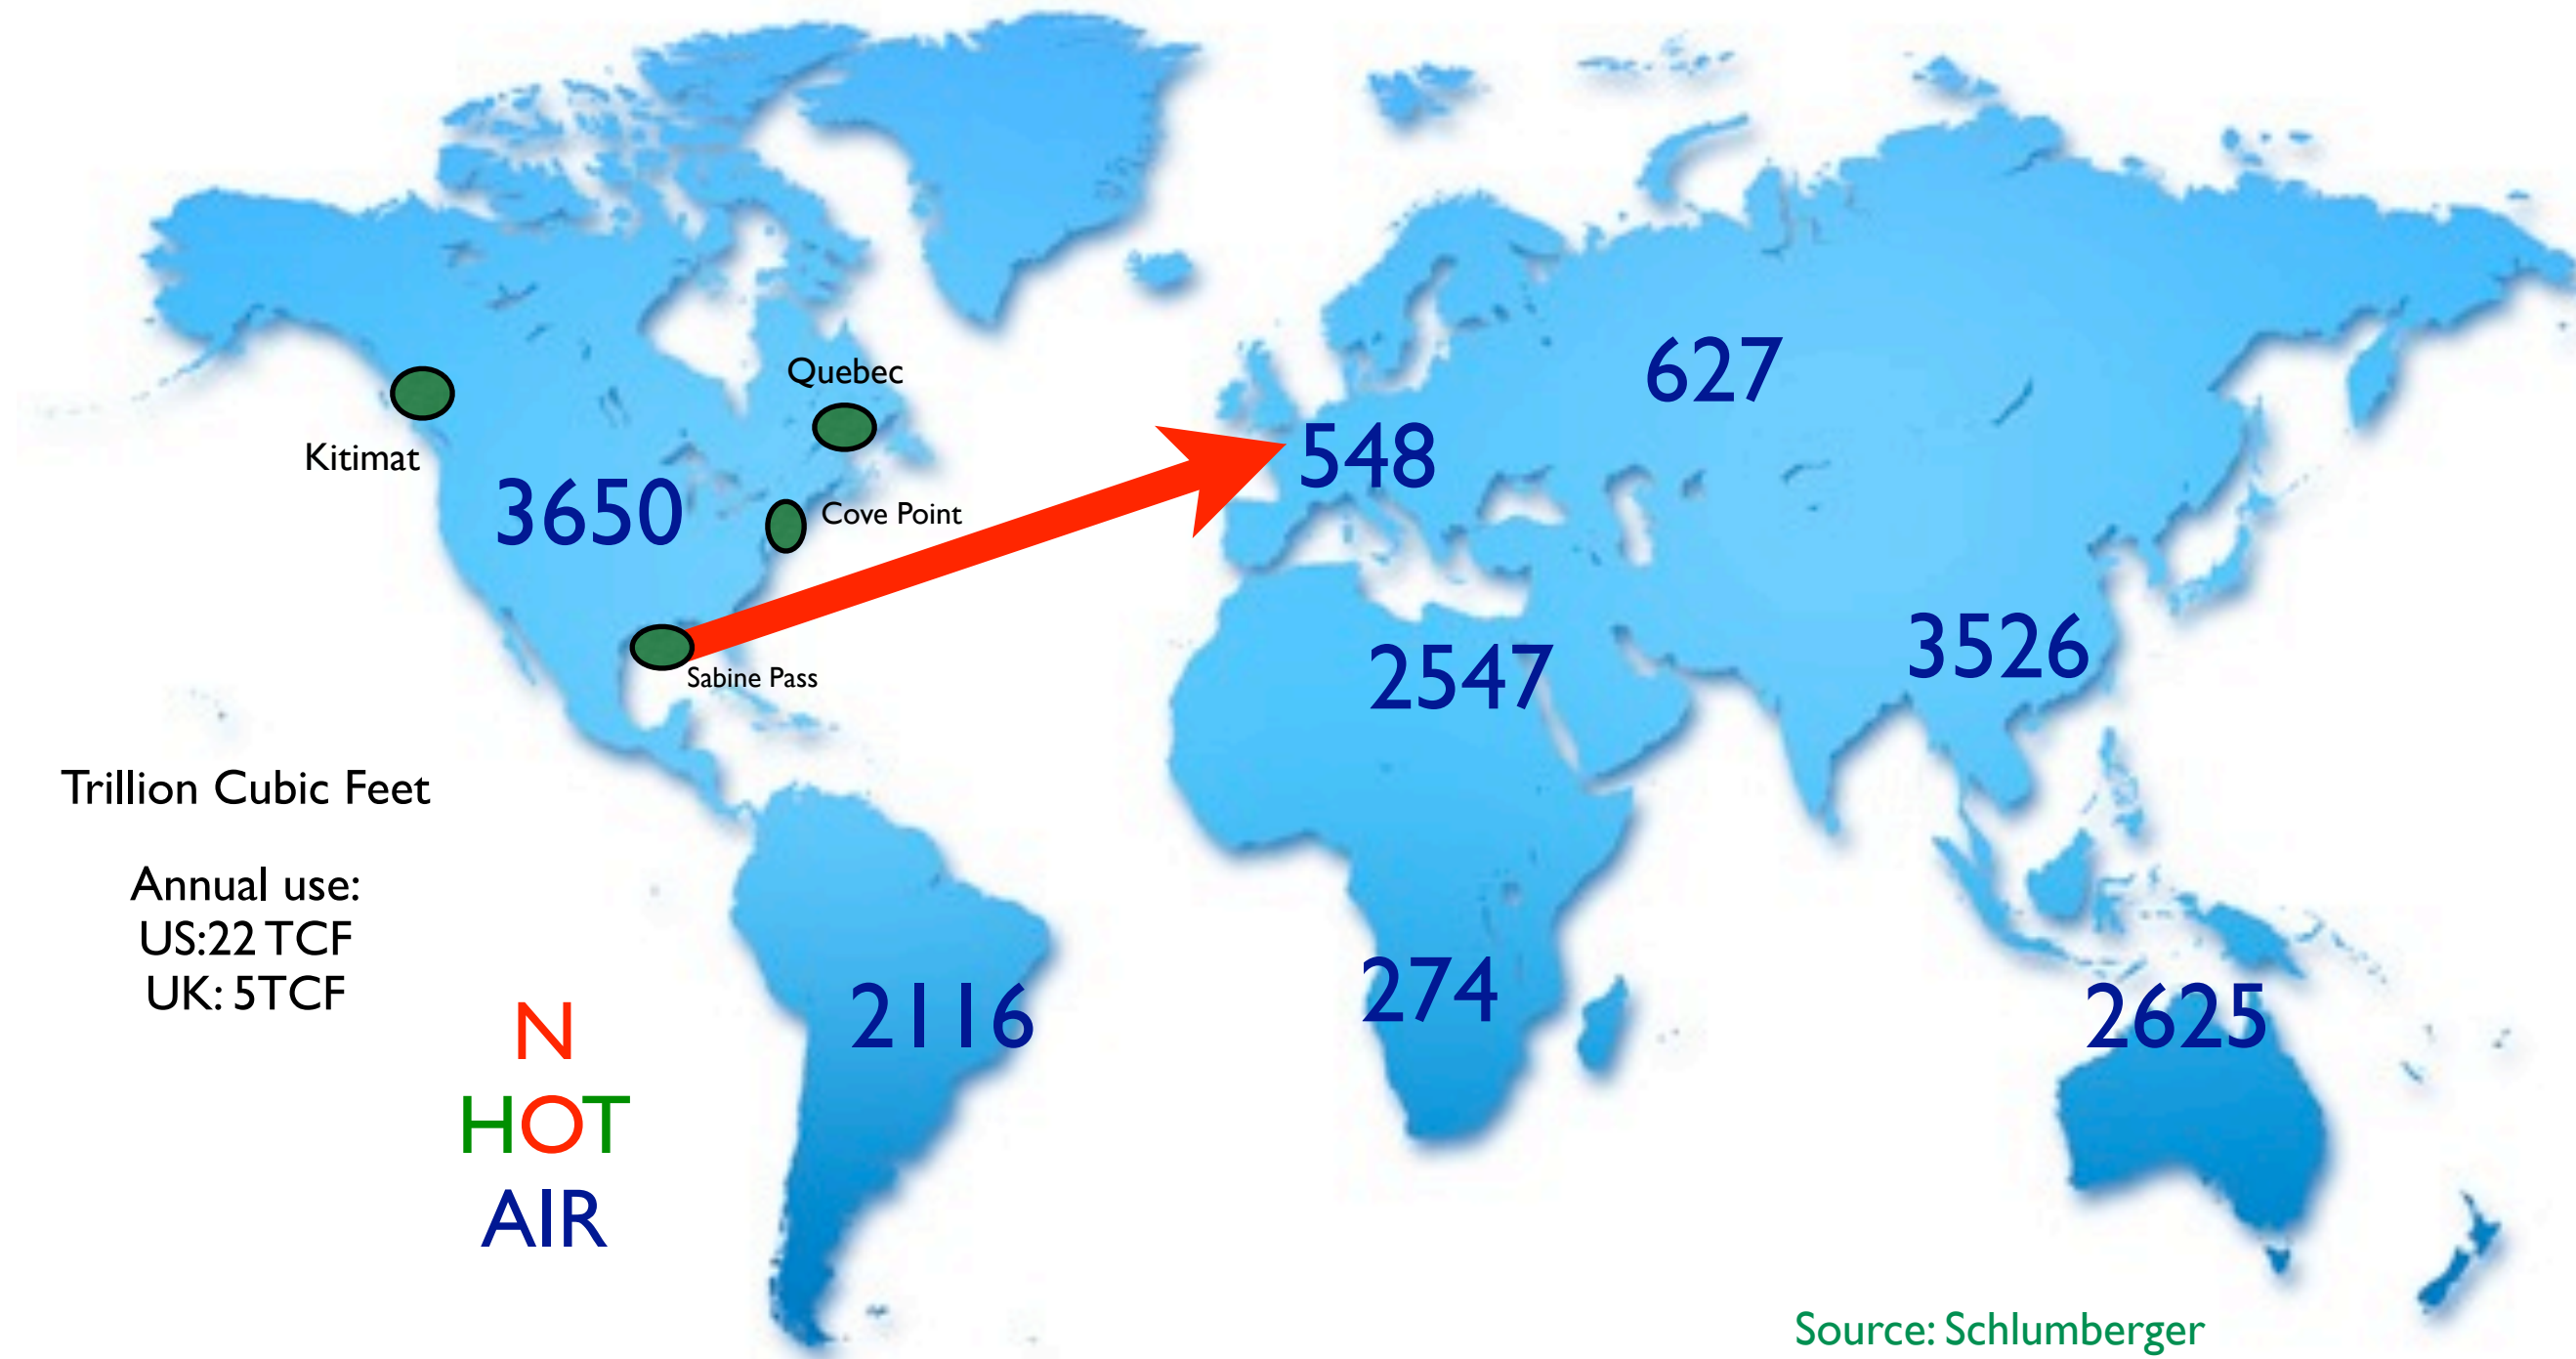 Quebec
627
Kitimat
548
3650
Cove Point
3526
2547
Sabine Pass
Trillion Cubic Feet
Annual use:
US:22 TCF
UK: 5TCF
274
2116
2625
N
HOT
AIR
Source: Schlumberger